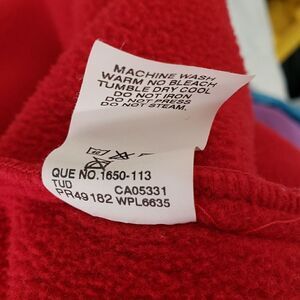 MACHINE WASH
WARM NO BLEACH
TUMBLE DRY COOL
DO NOT IRON
DO NOT PRESS
DO NOT STEAM.
QUE NO. 1650-113
TUD CA05331
PR49182 WPL6635